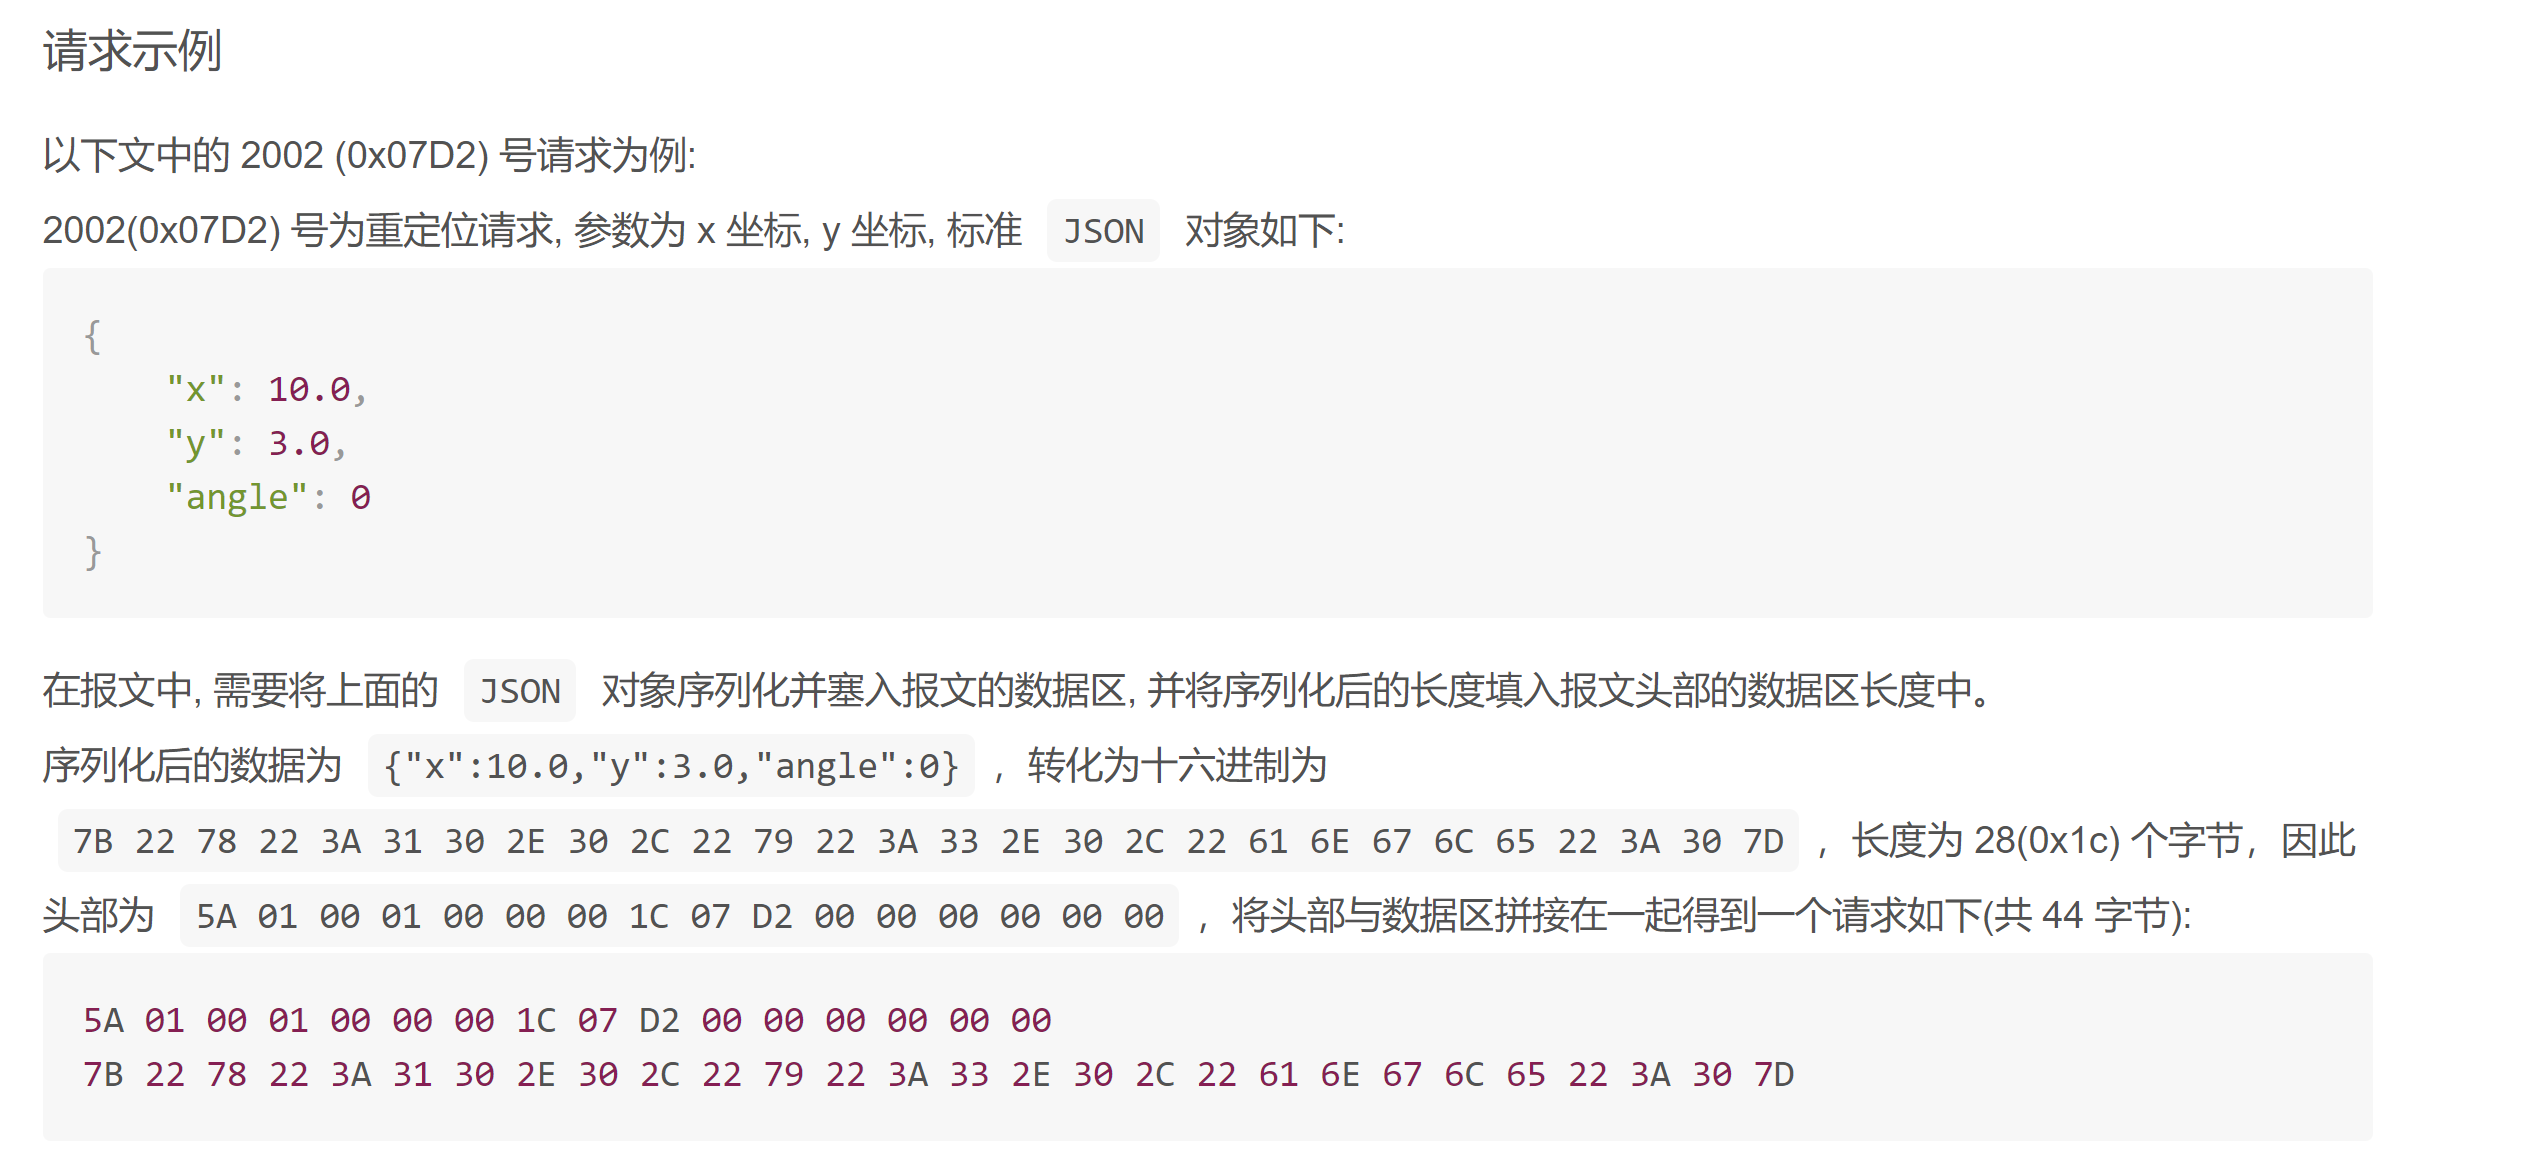 请求示例
以下文中的 2002 (0x07D2) 号请求为例:
2002(0x07D2) 号为重定位请求, 参数为 x 坐标, y 坐标, 标准 JSON 对象如下:
{
    "x": 10.0,
    "y": 3.0,
    "angle": 0
}
在报文中, 需要将上面的 JSON 对象序列化并塞入报文的数据区, 并将序列化后的长度填入报文头部的数据区长度中。
序列化后的数据为 {"x":10.0,"y":3.0,"angle":0} ，转化为十六进制为
7B 22 78 22 3A 31 30 2E 30 2C 22 79 22 3A 33 2E 30 2C 22 61 6E 67 6C 65 22 3A 30 7D ，长度为 28(0x1c) 个字节，因此
头部为 5A 01 00 01 00 00 00 1C 07 D2 00 00 00 00 00 00 ，将头部与数据区拼接在一起得到一个请求如下(共 44 字节):
5A 01 00 01 00 00 00 1C 07 D2 00 00 00 00 00 00
7B 22 78 22 3A 31 30 2E 30 2C 22 79 22 3A 33 2E 30 2C 22 61 6E 67 6C 65 22 3A 30 7D